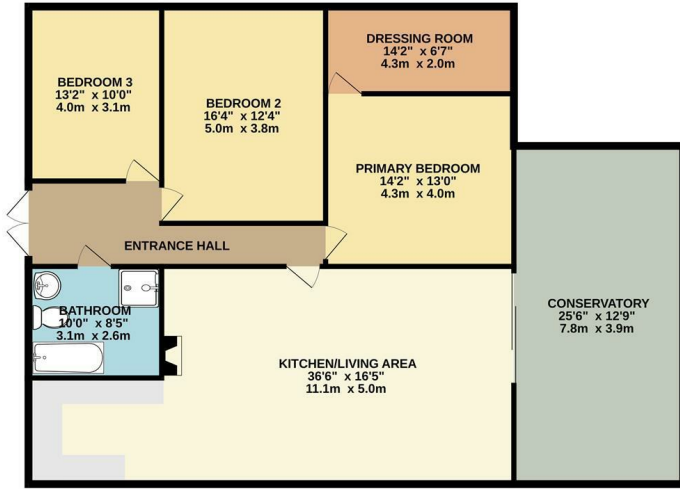 DRESSING ROOM
14'2" x 6'7"
4.3m x 2.0m
BEDROOM 3
13'2" x 10'0"
4.0m x 3.1m
BEDROOM 2
16'4" x 12'4"
5.0m x 3.8m
PRIMARY BEDROOM
14'2" x 13'0"
4.3m x 4.0m
ENTRANCE HALL
BATHROOM
10'0" x 8'5"
3.1m x 2.6m
CONSERVATORY
25'6" x 12'9"
7.8m x 3.9m
KITCHEN/LIVING AREA
36'6" x 16'5"
11.1m x 5.0m